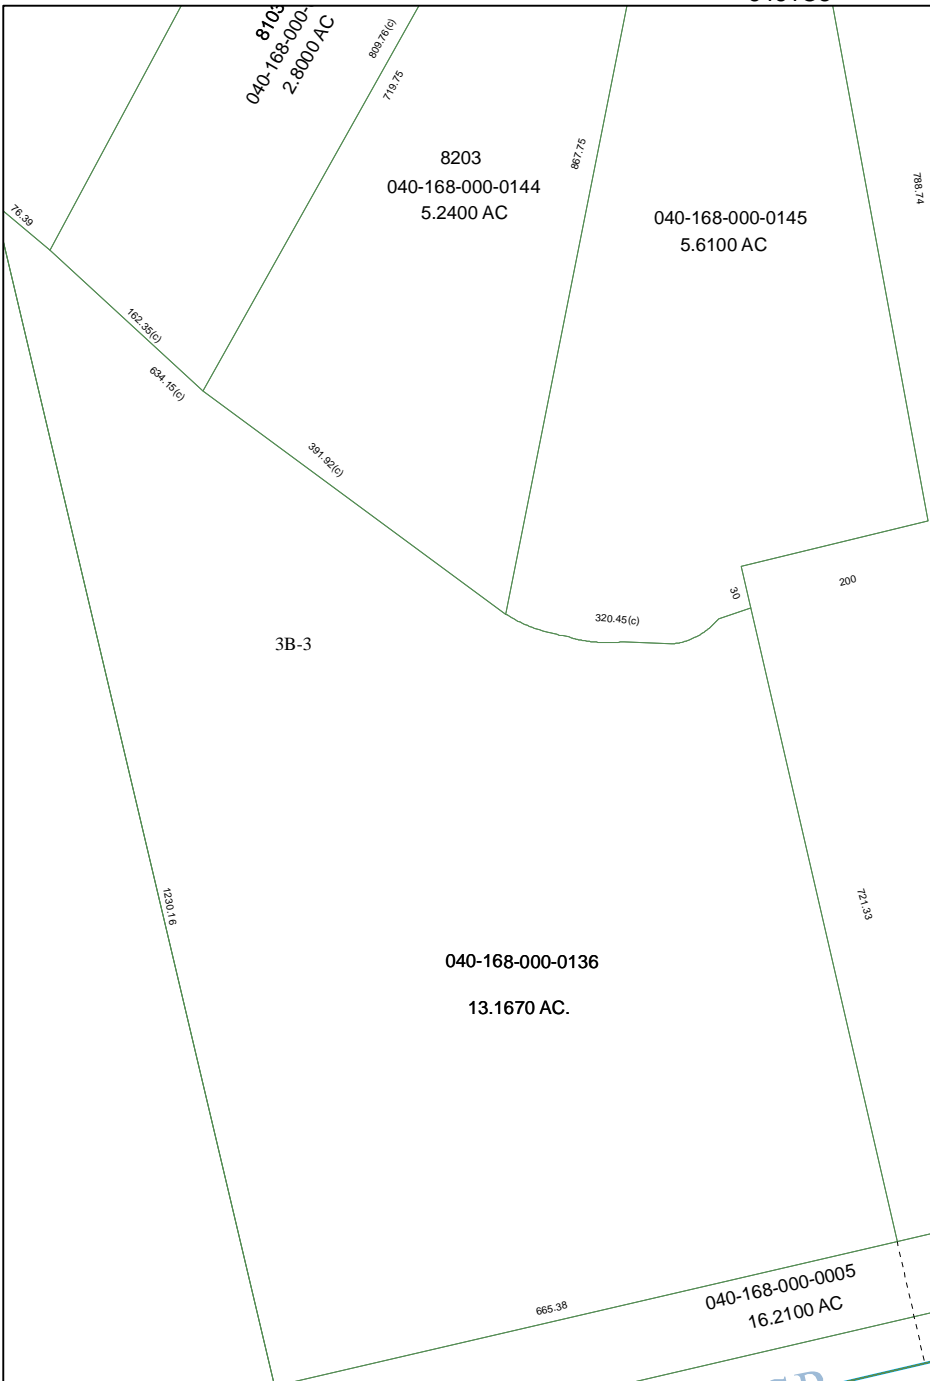 8103
040-168-000-
2.8000 AC
809.76(c)
719.75
8203
040-168-000-0144
5.2400 AC
867.75
040-168-000-0145
5.6100 AC
788.74
76.39
162.35(c)
634.15(c)
391.92(c)
320.45(c)
30
200
3B-3
1230.16
721.33
040-168-000-0136
13.1670 AC.
665.38
040-168-000-0005
16.2100 AC